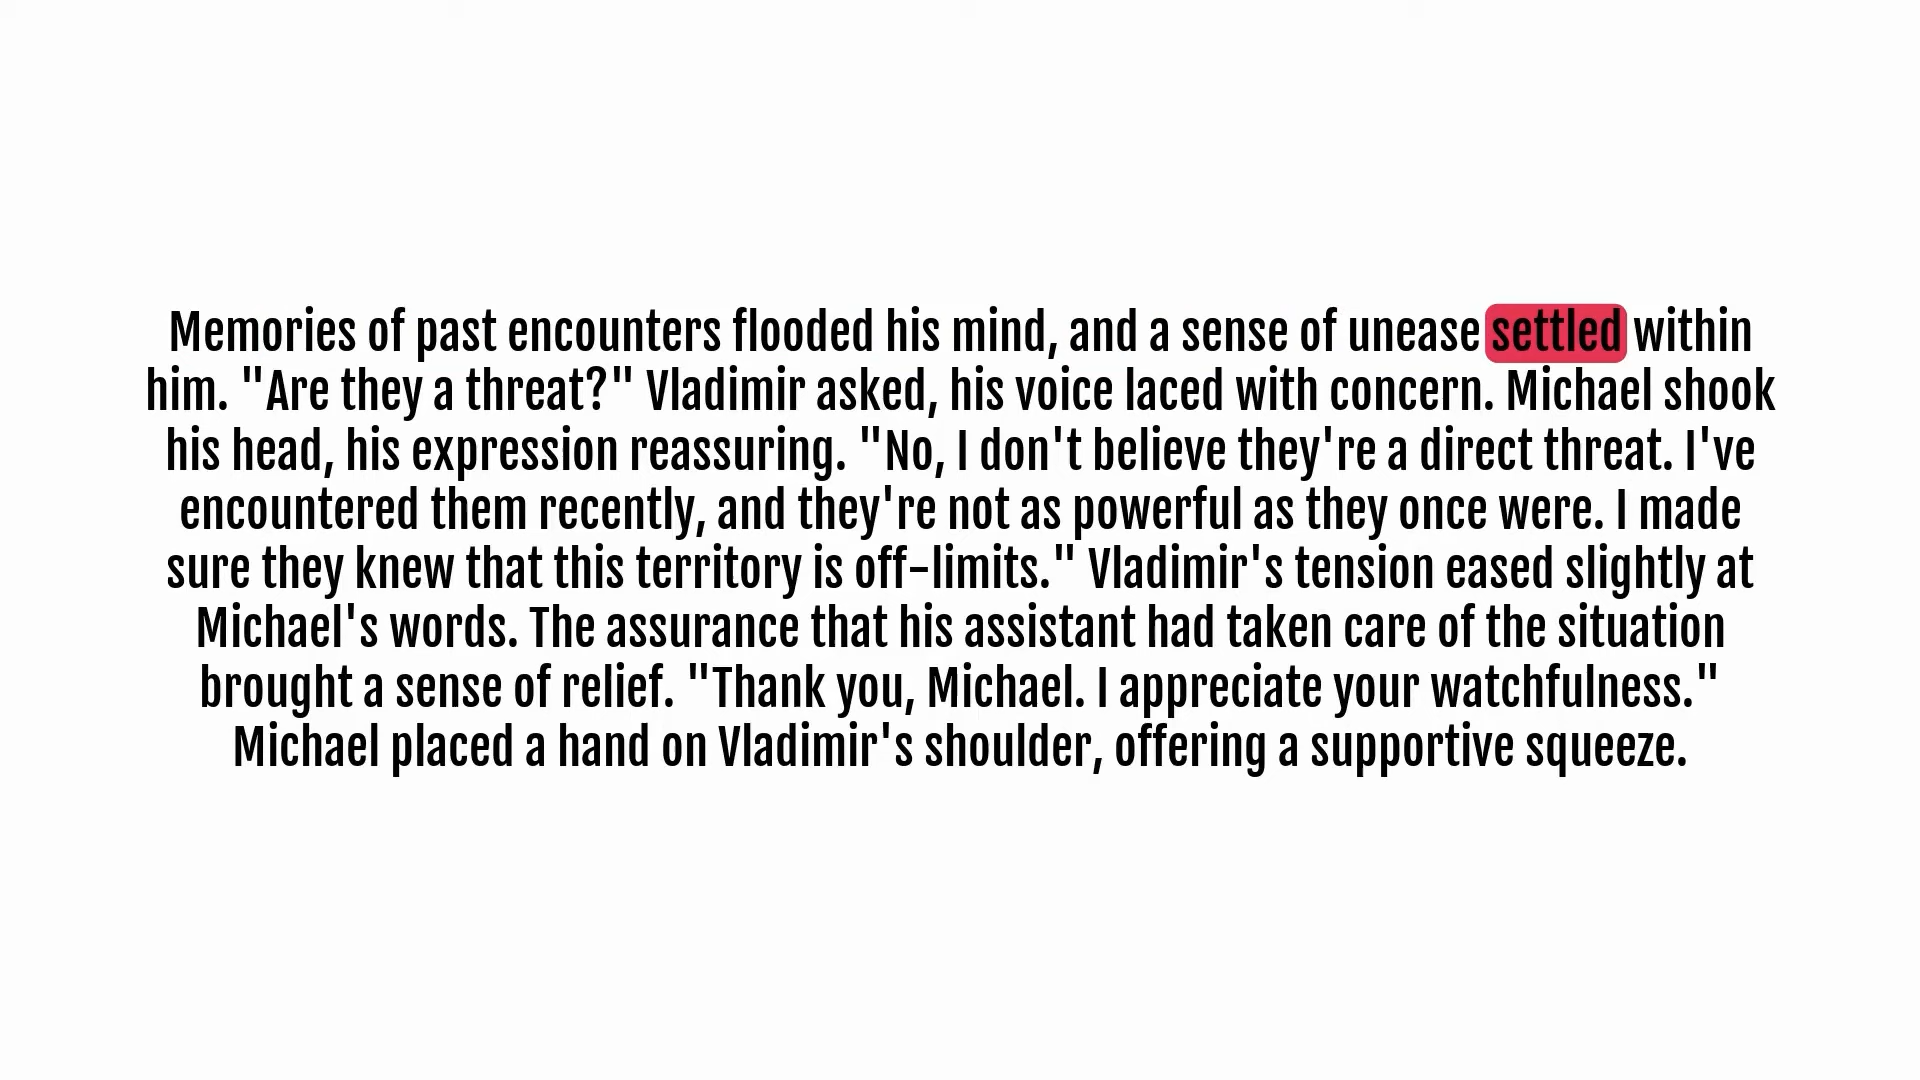 Memories of past encounters flooded his mind, and a sense of unease settled within
him. "Are they a threat?" Vladimir asked, his voice laced with concern. Michael shook
his head, his expression reassuring. "No, I don't believe they're a direct threat. I've
encountered them recently, and they're not as powerful as they once were. I made
sure they knew that this territory is off-limits." Vladimir's tension eased slightly at
Michael's words. The assurance that his assistant had taken care of the situation
brought a sense of relief. "Thank you, Michael. I appreciate your watchfulness."
Michael placed a hand on Vladimir's shoulder, offering a supportive squeeze.